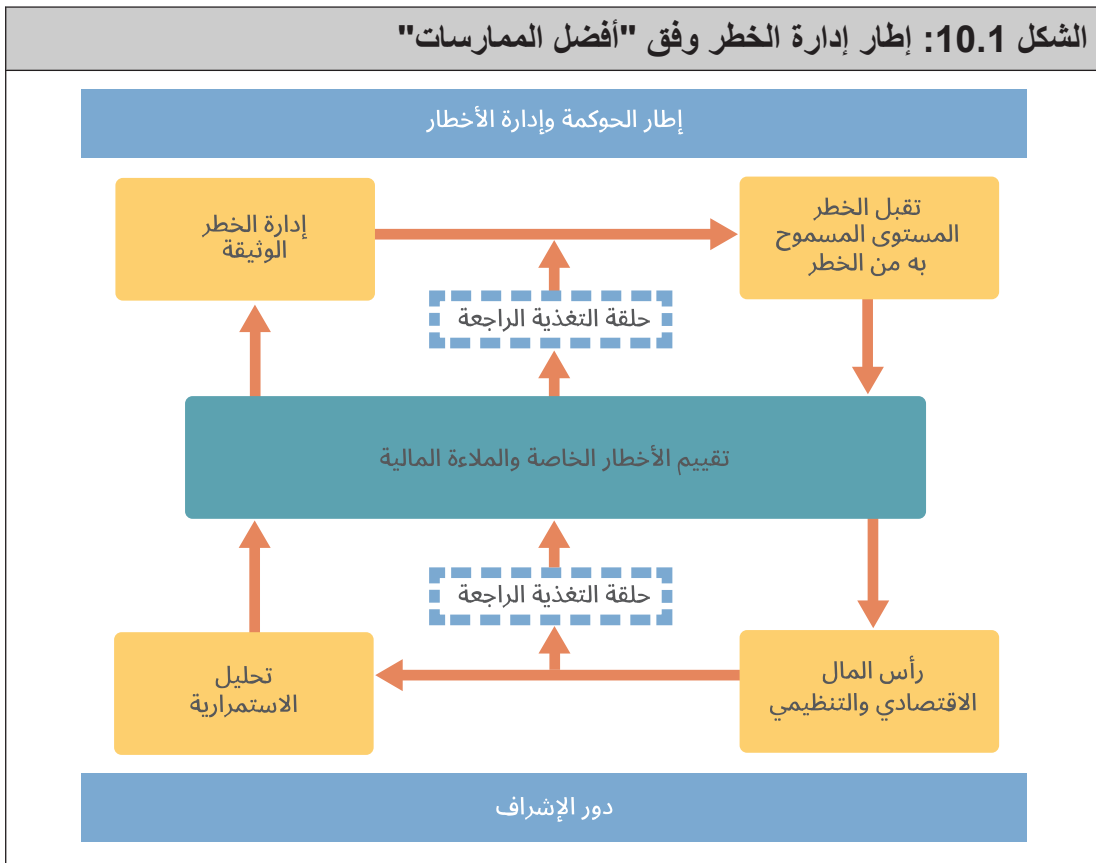 الشكل 10.1: إطار إدارة الخطر وفق "أفضل الممارسات"
إطار الحوكمة وإدارة الأخطار
تقبل الخطر
المستوى المسموح
به من الخطر
إدارة الخطر
الوثيقة
حلقة التغذية الراجعة
تقييم الأخطار الخاصة والملاءة المالية
حلقة التغذية الراجعة
رأس المال
الاقتصادي والتنظيمي
تحليل
الاستمرارية
دور الإشراف